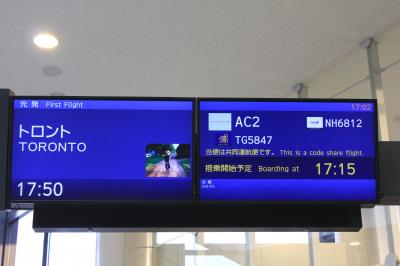 先発 First Flight
トロント
TORONTO
17:50
17:02
AC2 NH6812
TG5847
当便は共同運航便です。 This is a code share flight.
搭乗開始予定 Boarding at 17:15